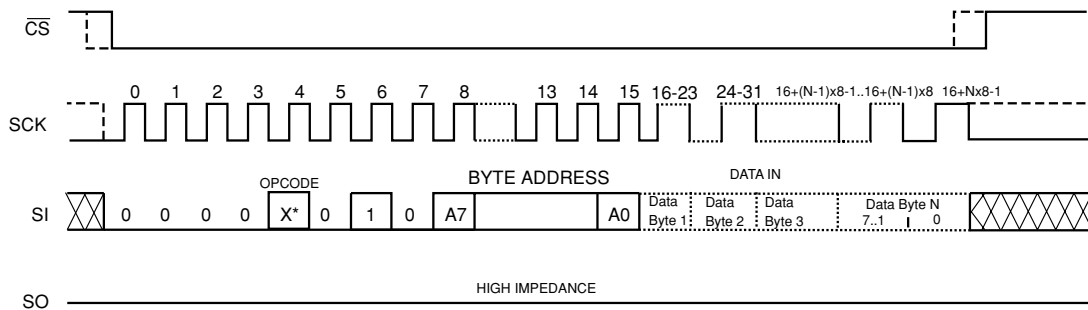 CS
0 1 2 3 4 5 6 7 8 13 14 15 16-23 24-31 16+(N-1)x8-1..16+(N-1)x8 16+Nx8-1
SCK
OPCODE BYTE ADDRESS DATA IN
SI 0 0 0 0 X* 0 1 0 A7 A0 Data Byte 1 Data Byte 2 Data Byte 3 Data Byte N
7..1 0
HIGH IMPEDANCE
SO